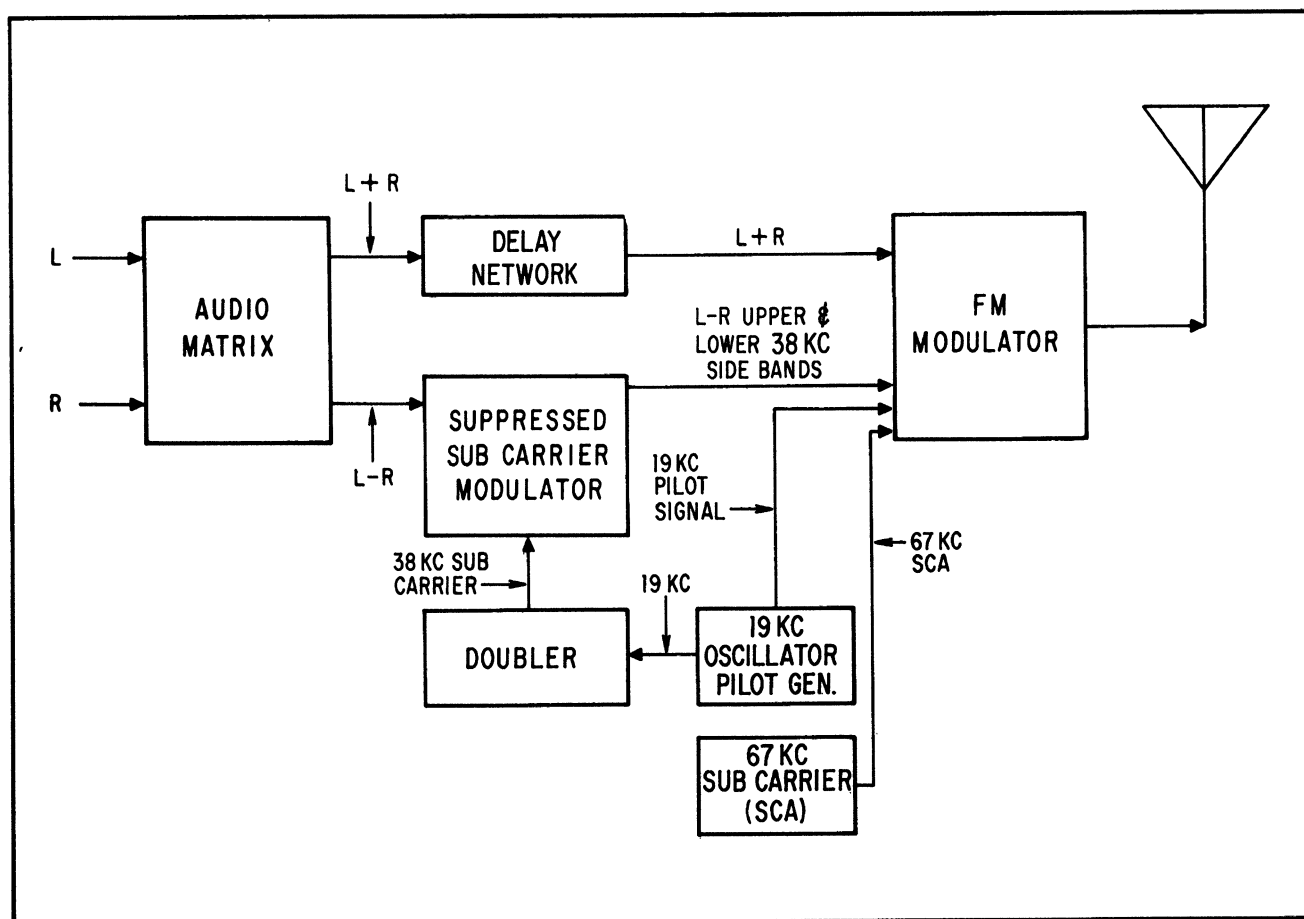 L + R
L
AUDIO
MATRIX
DELAY
NETWORK
L+R
FM
MODULATOR
L-R UPPER &
LOWER 38 KC
SIDE BANDS
R
L-R
SUPPRESSED
SUB CARRIER
MODULATOR
19 KC
PILOT
SIGNAL
67 KC
SCA
38 KC SUB
CARRIER
19 KC
DOUBLER
19 KC
OSCILLATOR
PILOT GEN.
67 KC
SUB CARRIER
(SCA)